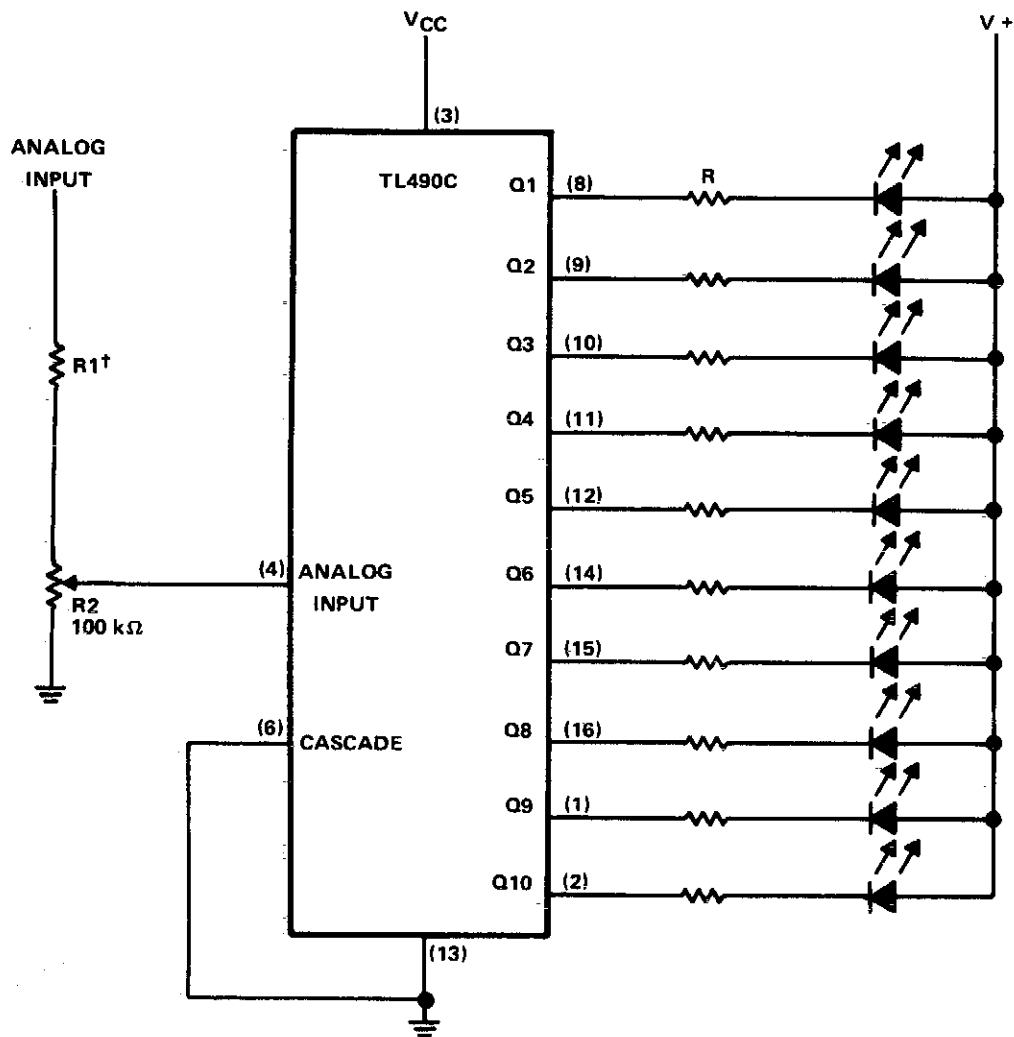 VCC
V +
(3)
ANALOG
INPUT
TL490C
Q1
(8)
R
Q2
(9)
Q3
(10)
R1†
Q4
(11)
Q5
(12)
(4)
ANALOG
INPUT
Q6
(14)
R2
100 kΩ
Q7
(15)
(6)
CASCADE
Q8
(16)
Q9
(1)
Q10
(2)
(13)